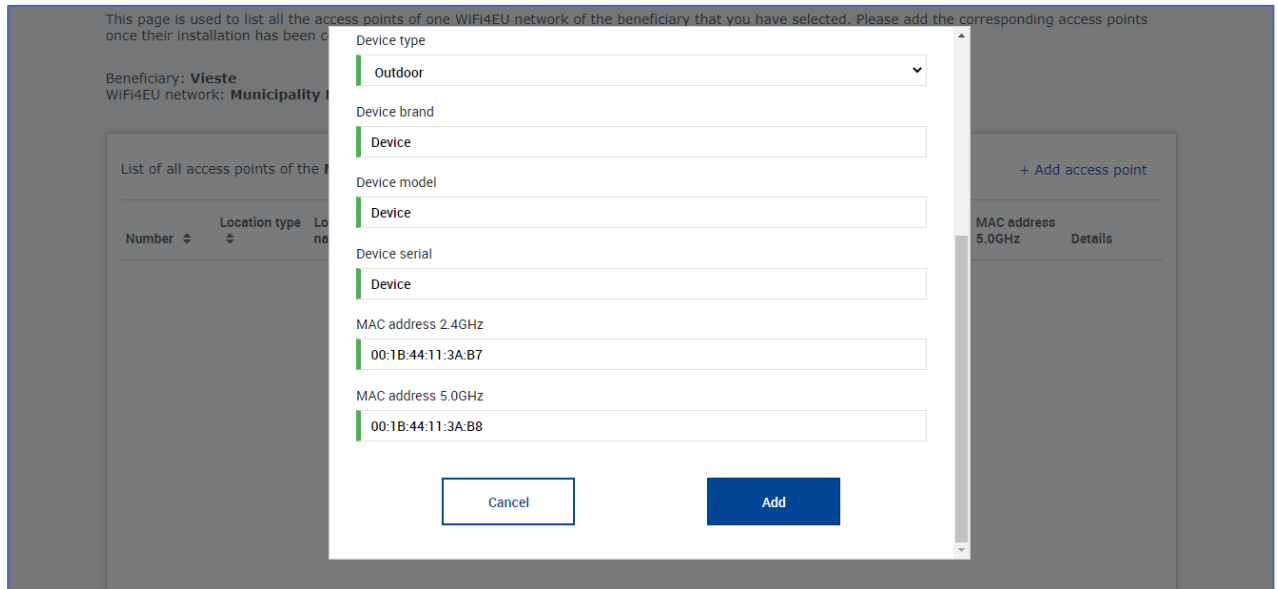 This page is used to list all the access points of one WiFi4EU network of the beneficiary that you have selected. Please add the corresponding access points
once their installation has been
Beneficiary: Vieste
WiFi4EU network: Municipality
List of all access points of the
+ Add access point
Number
Location type
MAC address
5.0GHz
Details
Device type
Outdoor
Device brand
Device
Device model
Device
Device serial
Device
MAC address 2.4GHz
00:1B:44:11:3A:B7
MAC address 5.0GHz
00:1B:44:11:3A:B8
Cancel
Add